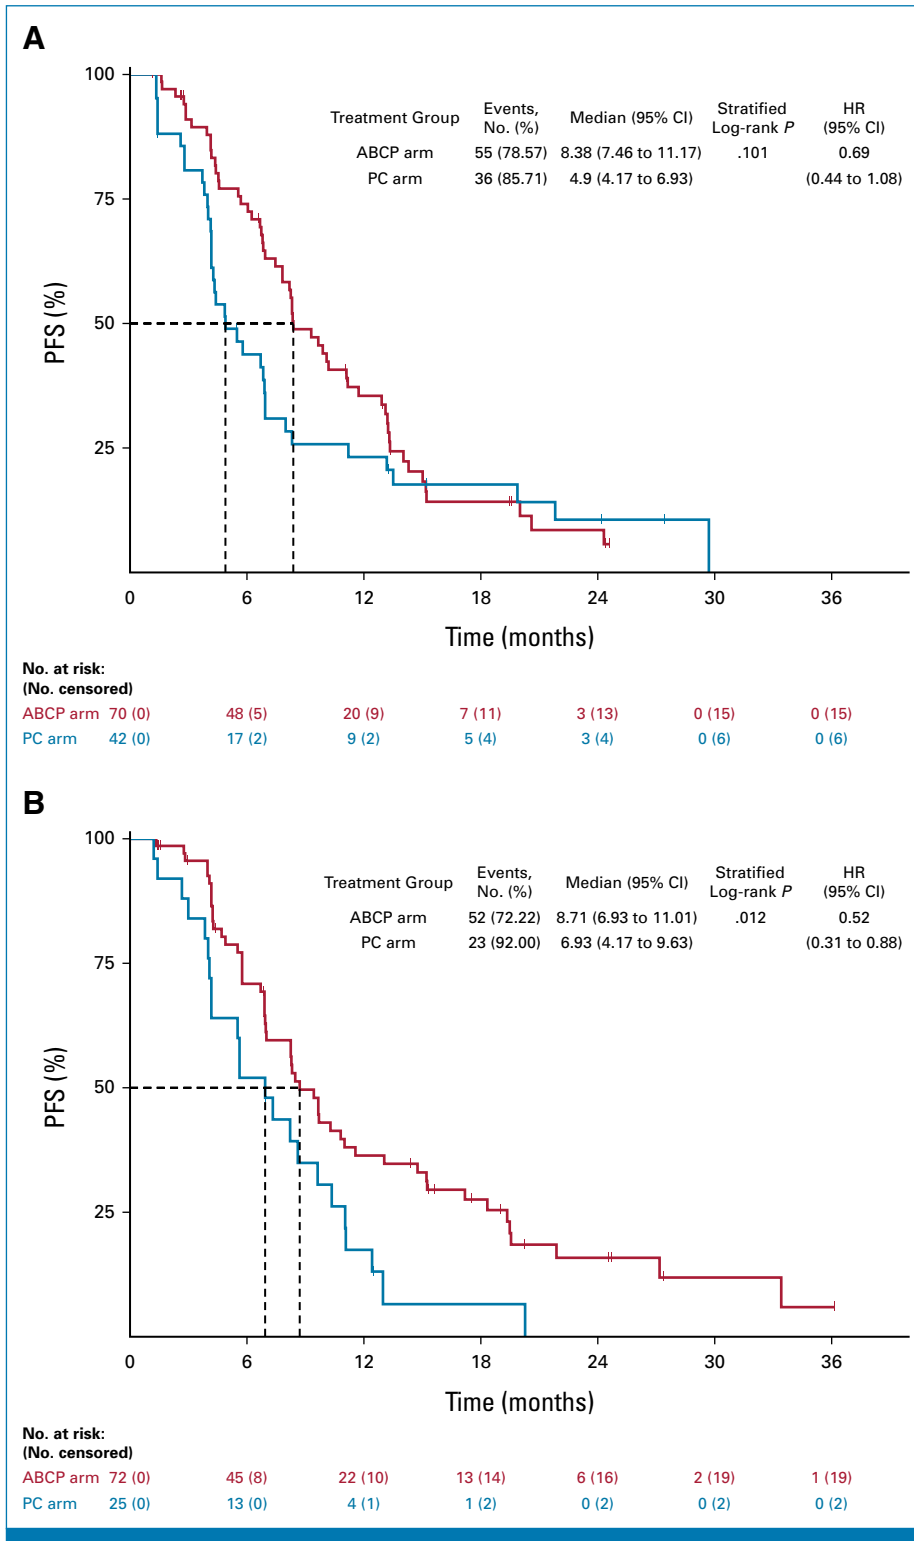 A
100
75
50
25
PFS (%)
Treatment Group Events, No. (%) Median (95% CI) Stratified Log-rank P HR (95% CI)
ABCP arm 55 (78.57) 8.38 (7.46 to 11.17) .101 0.69
PC arm 36 (85.71) 4.9 (4.17 to 6.93) (0.44 to 1.08)
0 6 12 18 24 30 36
Time (months)
No. at risk:
(No. censored)
ABCP arm 70 (0) 48 (5) 20 (9) 7 (11) 3 (13) 0 (15) 0 (15)
PC arm 42 (0) 17 (2) 9 (2) 5 (4) 3 (4) 0 (6) 0 (6)
B
100
75
50
25
PFS (%)
Treatment Group Events, No. (%) Median (95% CI) Stratified Log-rank P HR (95% CI)
ABCP arm 52 (72.22) 8.71 (6.93 to 11.01) .012 0.52
PC arm 23 (92.00) 6.93 (4.17 to 9.63) (0.31 to 0.88)
0 6 12 18 24 30 36
Time (months)
No. at risk:
(No. censored)
ABCP arm 72 (0) 45 (8) 22 (10) 13 (14) 6 (16) 2 (19) 1 (19)
PC arm 25 (0) 13 (0) 4 (1) 1 (2) 0 (2) 0 (2) 0 (2)